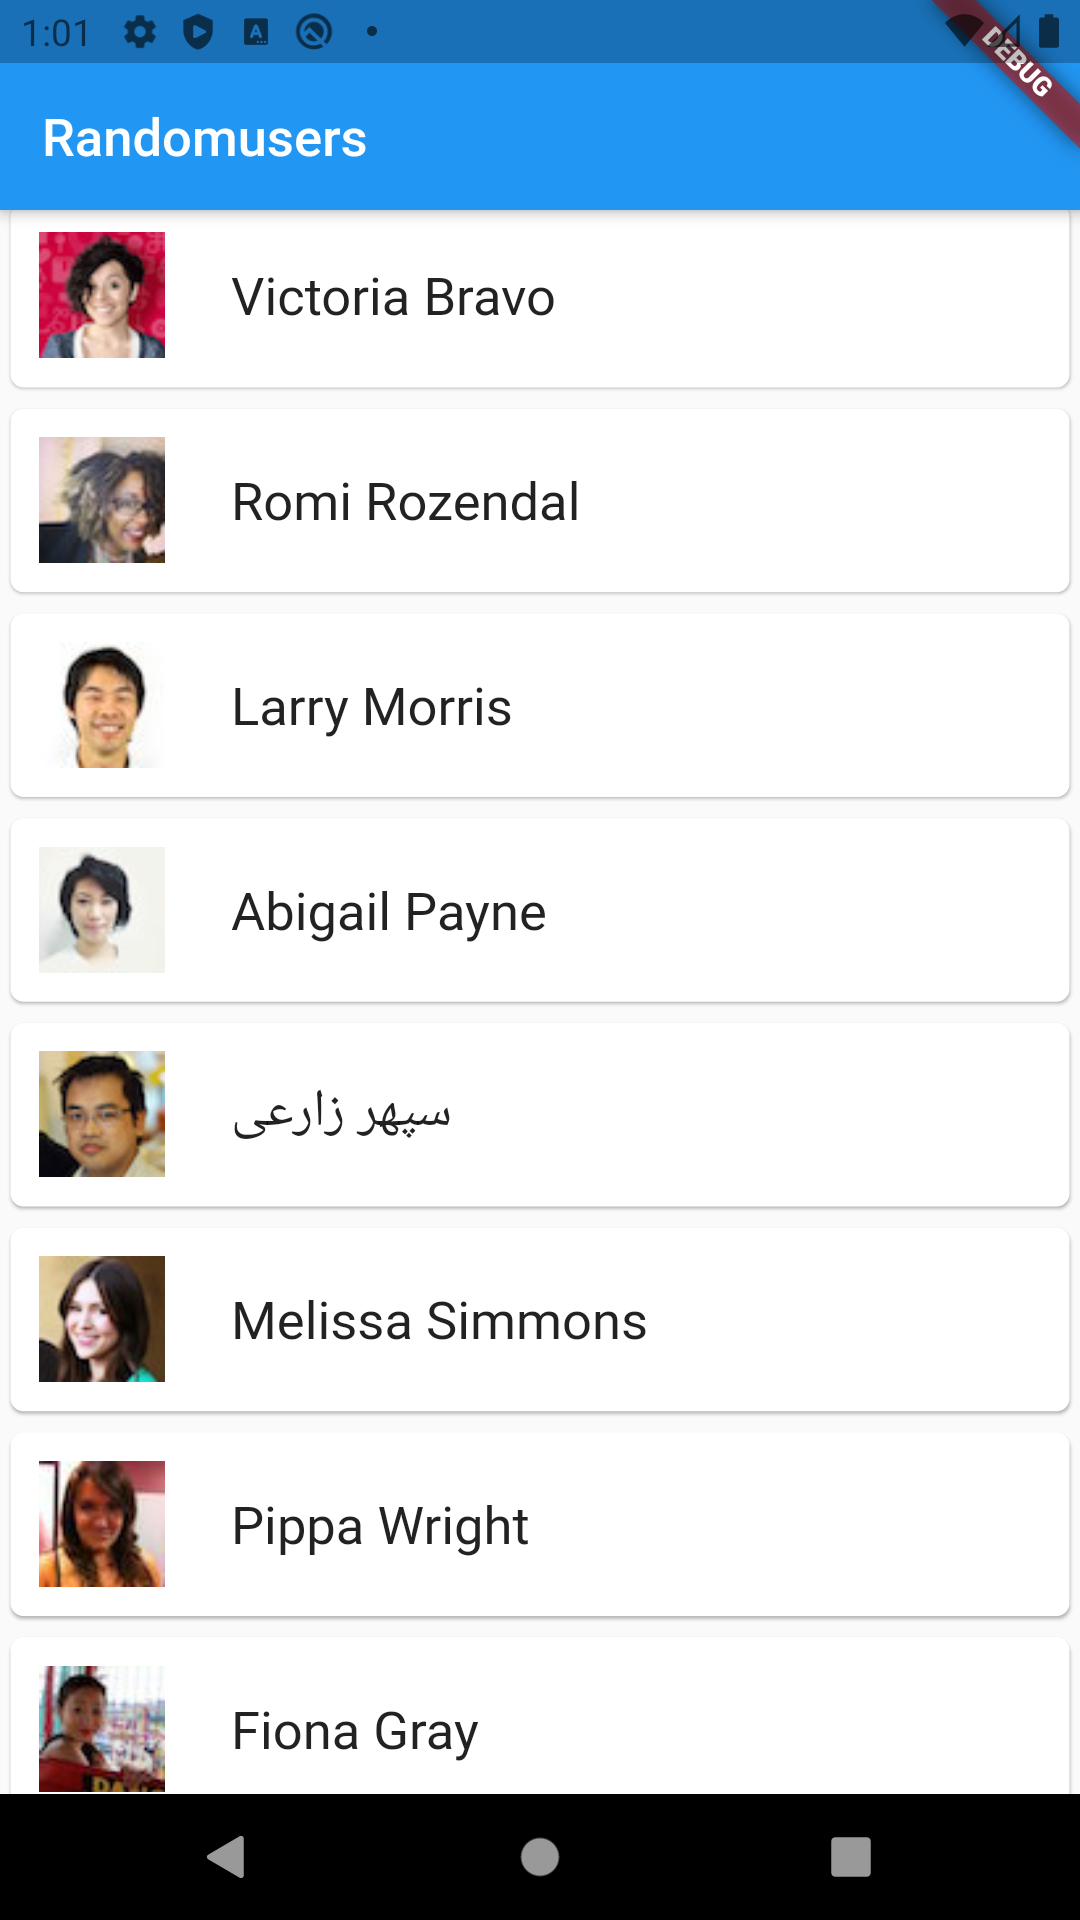 1:01
DEBUG
Randomusers
Victoria Bravo
Romi Rozendal
Larry Morris
Abigail Payne
سپهر زارعی
Melissa Simmons
Pippa Wright
Fiona Gray